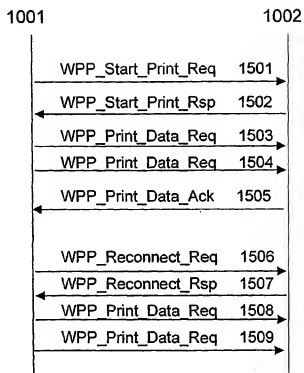 1001 1002
WPP_Start_Print_Req 1501
WPP_Start_Print_Rsp 1502
WPP_Print_Data_Req 1503
WPP_Print_Data_Req 1504
WPP_Print_Data_Ack 1505
WPP_Reconnect_Req 1506
WPP_Reconnect_Rsp 1507
WPP_Print_Data_Req 1508
WPP_Print_Data_Req 1509